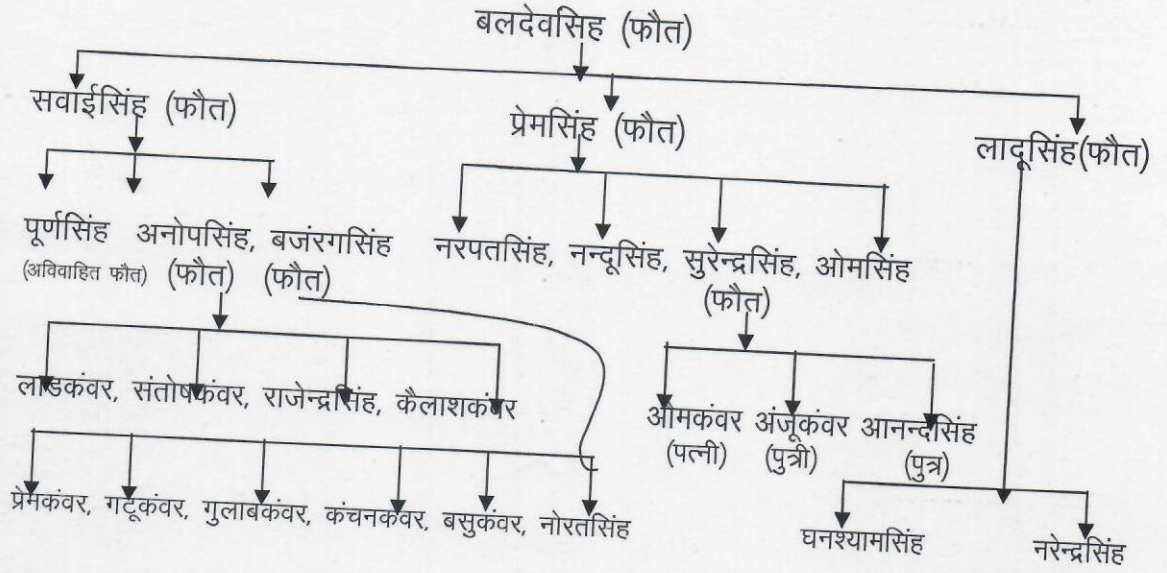 बलदेवसिह (फौत)
सवाईसिंह (फौत)
प्रेमसिंह (फौत)
लादूसिंह(फौत)
पूर्णसिंह अनोपसिंह, बजंरगसिंह
(अविवाहित फौत) (फौत) (फौत)
नरपतसिंह, नन्दूसिंह, सुरेन्द्रसिंह, ओमसिंह
(फौत)
लाडकंवर, संतोषकंवर, राजेन्द्रसिंह, कैलाशकंवर
ओमकंवर अंजूकंवर आनन्दसिंह
(पत्नी) (पुत्री) (पुत्र)
प्रेमकंवर, गटूकंवर, गुलाबकंवर, कंचनकंवर, बसुकंवर, नोरतसिंह
घनश्यामसिंह
नरेन्द्रसिंह